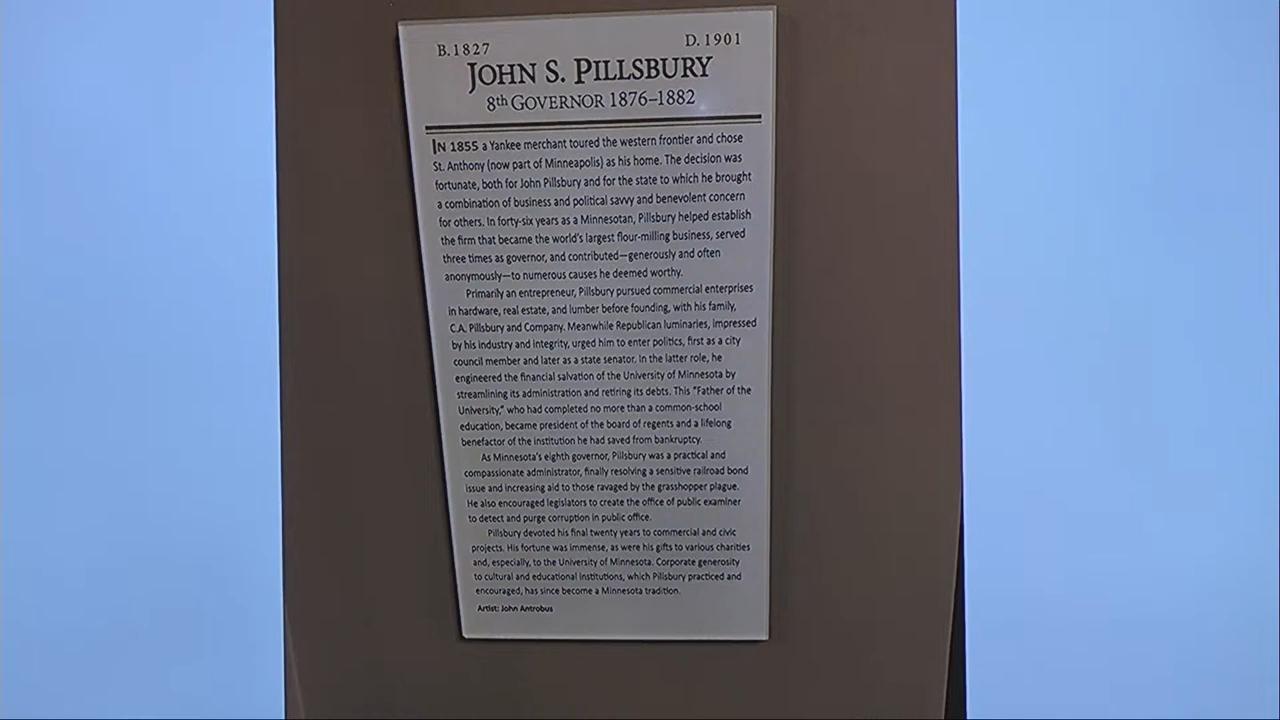 B.1827 D.1901
JOHN S. PILLSBURY
8th GOVERNOR 1876–1882
IN 1855 a Yankee merchant toured the western frontier and chose
St. Anthony (now part of Minneapolis) as his home. The decision was
fortunate, both for John Pillsbury and for the state to which he brought
a combination of business and political savvy and benevolent concern
for others. In forty-six years as a Minnesotan, Pillsbury helped establish
the firm that became the world's largest flour-milling business, served
three times as governor, and contributed—generously and often
anonymously—to numerous causes he deemed worthy.
Primarily an entrepreneur, Pillsbury pursued commercial enterprises
in hardware, real estate, and lumber before founding, with his family,
C.A. Pillsbury and Company. Meanwhile Republican luminaries, impressed
by his industry and integrity, urged him to enter politics, first as a city
council member and later as a state senator. In the latter role, he
engineered the financial salvation of the University of Minnesota by
streamlining its administration and retiring its debts. This "Father of the
University," who had completed no more than a common-school
education, became president of the board of regents and a lifelong
benefactor of the institution he had saved from bankruptcy.
As Minnesota's eighth governor, Pillsbury was a practical and
compassionate administrator, finally resolving a sensitive railroad bond
issue and increasing aid to those ravaged by the grasshopper plague.
He also encouraged legislators to create the office of public examiner
to detect and purge corruption in public office.
Pillsbury devoted his final twenty years to commercial and civic
projects. His fortune was immense, as were his gifts to various charities
and, especially, to the University of Minnesota. Corporate generosity
to cultural and educational institutions, which Pillsbury practiced and
encouraged, has since become a Minnesota tradition.
Artist: John Antrobus